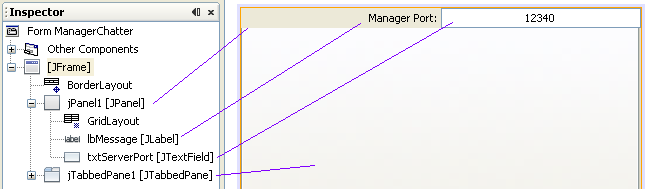 Inspector
Form ManagerChatter
Other Components
[JFrame]
BorderLayout
jPanel1 [JPanel]
GridLayout
label lbMessage [JLabel]
txtServerPort [JTextField]
jTabbedPane1 [JTabbedPane]
Manager Port: 12340